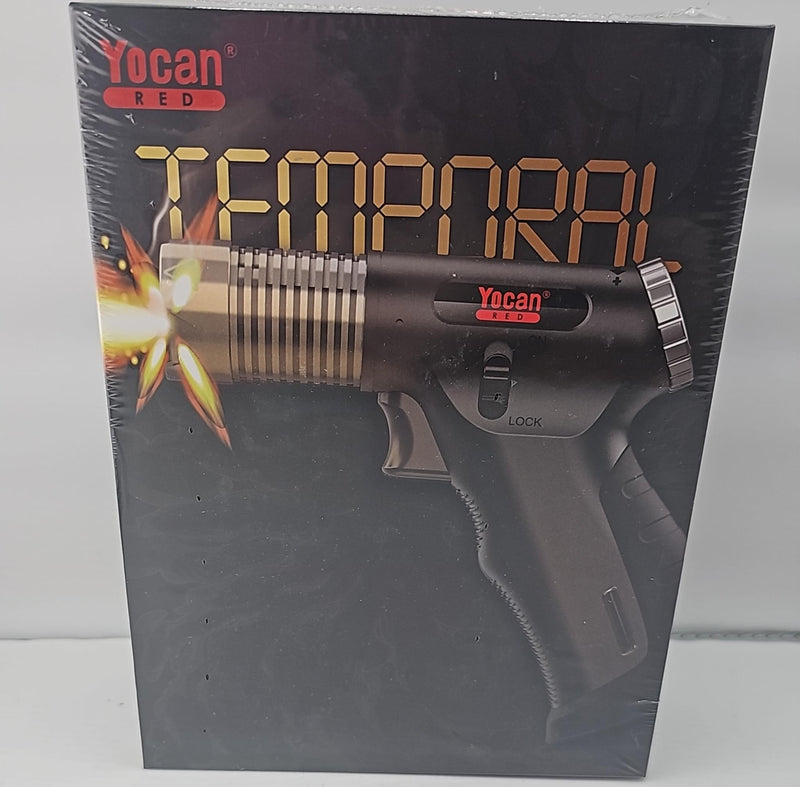 Yocan®
RED
TEMPORAL
+
Yocan®
RED
ON
LOCK